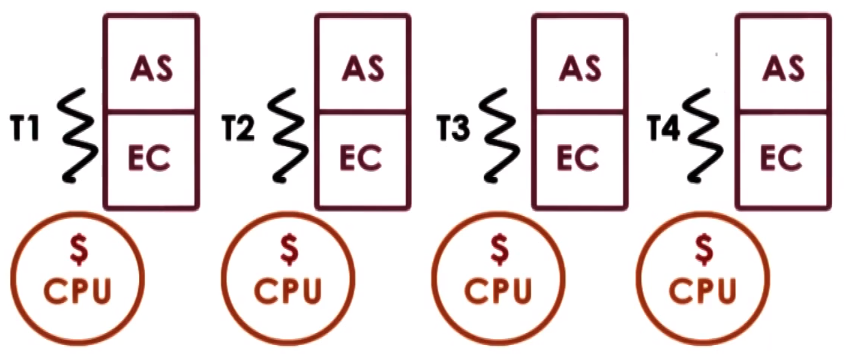 AS AS AS AS
T1 T2 T3 T4
EC EC EC EC
$ $ $ $
CPU CPU CPU CPU